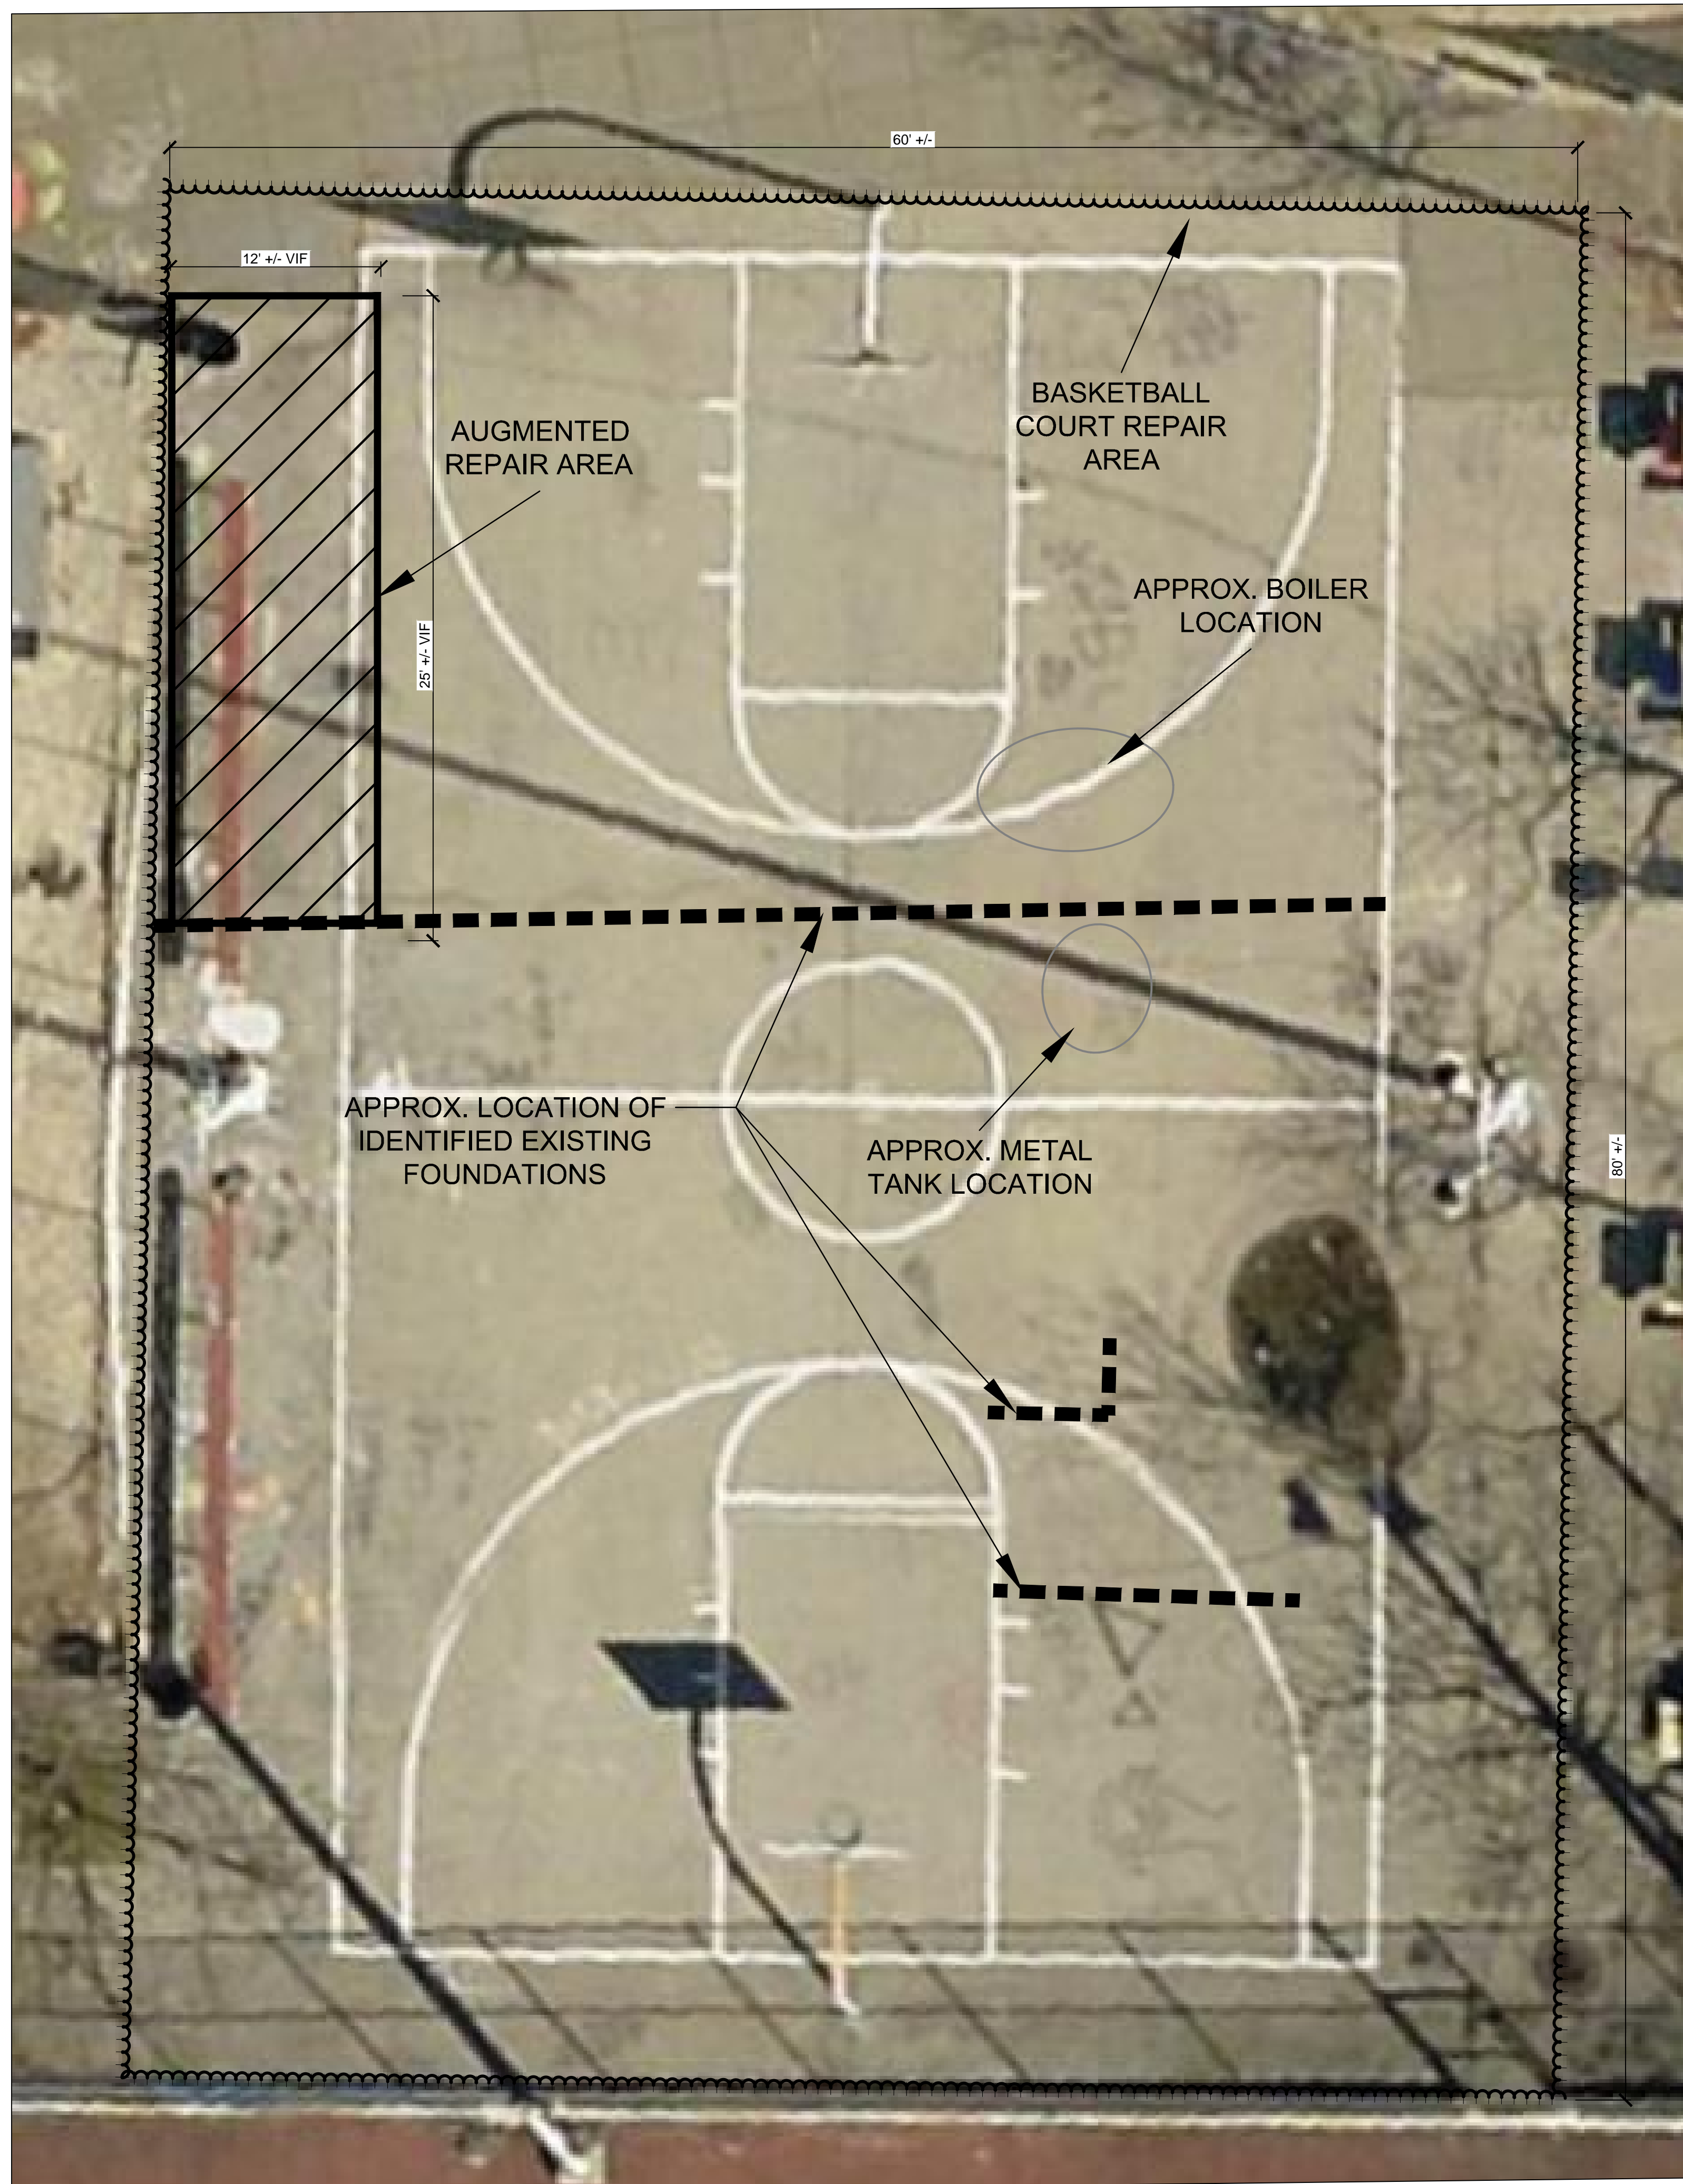 60' +/-
12' +/- VIF
BASKETBALL
COURT REPAIR
AREA
AUGMENTED
REPAIR AREA
25' +/- VIF
APPROX. BOILER
LOCATION
APPROX. LOCATION OF
IDENTIFIED EXISTING
FOUNDATIONS
APPROX. METAL
TANK LOCATION
80' +/-